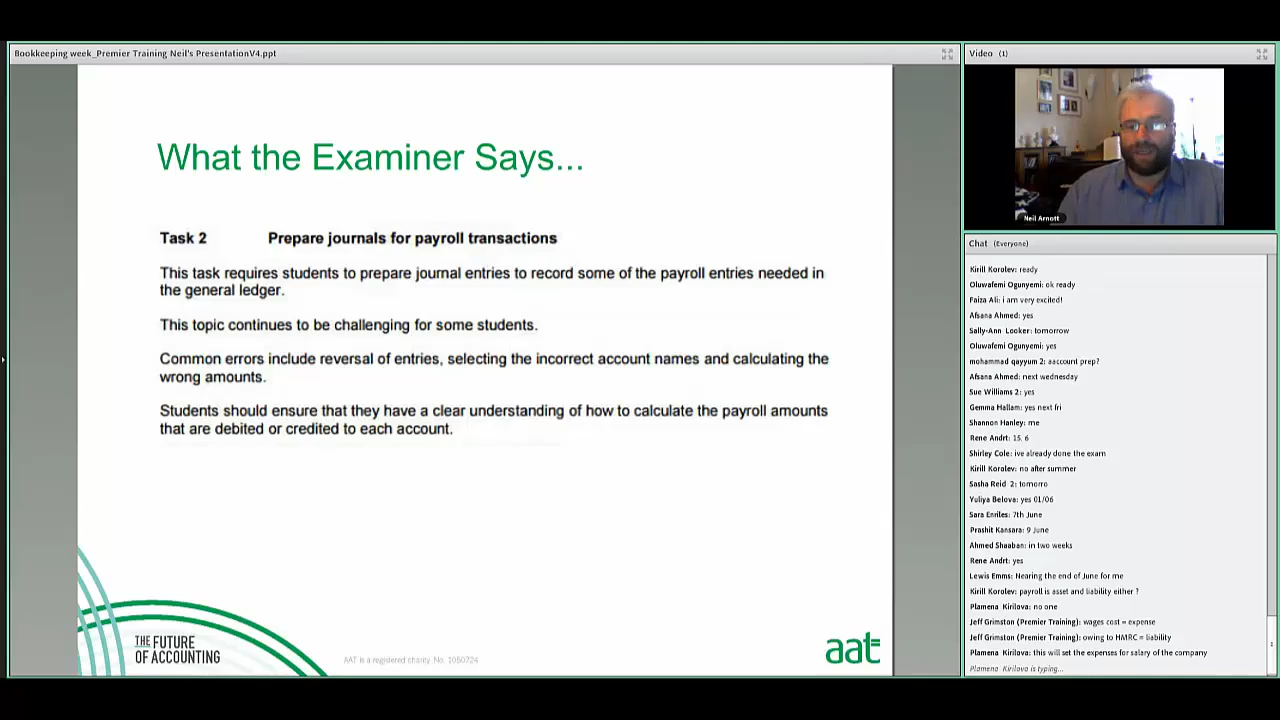 Bookkeeping week_Premier Training Neil's PresentationV4.ppt
What the Examiner Says...
Task 2 Prepare journals for payroll transactions
This task requires students to prepare journal entries to record some of the payroll entries needed in
the general ledger.
This topic continues to be challenging for some students.
Common errors include reversal of entries, selecting the incorrect account names and calculating the
wrong amounts.
Students should ensure that they have a clear understanding of how to calculate the payroll amounts
that are debited or credited to each account.
THE FUTURE
OF ACCOUNTING
AAT is a registered charity. No. 1050724
aat
Video (1)
Neil Arnott
Chat (Everyone)
Kirill Korolev: ready
Oluwafemi Ogunyemi: ok ready
Faiza Ali: i am very excited!
Afsana Ahmed: yes
Sally-Ann Looker: tomorrow
Oluwafemi Ogunyemi: yes
mohammad qayyum 2: aaccount prep?
Afsana Ahmed: next wednesday
Sue Williams 2: yes
Gemma Hallam: yes next fri
Shannon Hanley: me
Rene Andrt: 15. 6
Shirley Cole: ive already done the exam
Kirill Korolev: no after summer
Sasha Reid 2: tomorro
Yuliya Belova: yes 01/06
Sara Enriles: 7th June
Prashit Kansara: 9 June
Ahmed Shaaban: in two weeks
Rene Andrt: yes
Lewis Emms: Nearing the end of June for me
Kirill Korolev: payroll is asset and liability either ?
Plamena Kirilova: no one
Jeff Grimston (Premier Training): wages cost = expense
Jeff Grimston (Premier Training): owing to HMRC = liability
Plamena Kirilova: this will set the expenses for salary of the company
Plamena Kirilova is typing...